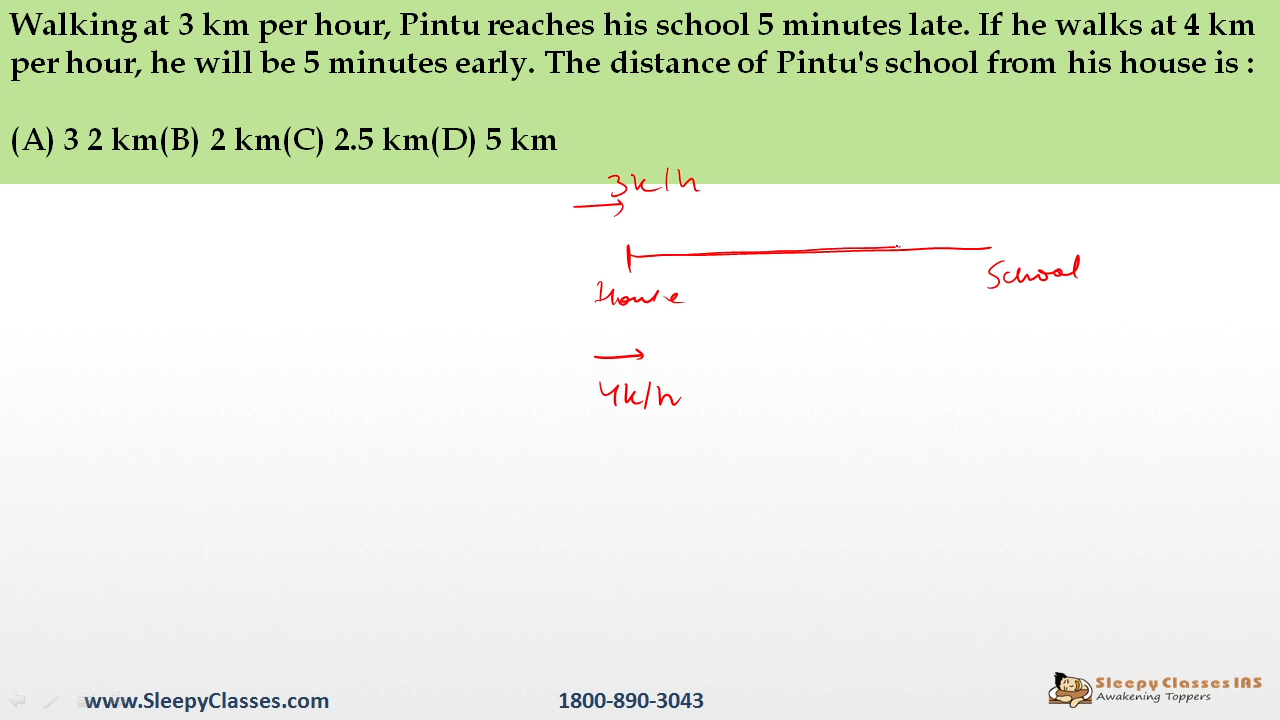 Walking at 3 km per hour, Pintu reaches his school 5 minutes late. If he walks at 4 km
per hour, he will be 5 minutes early. The distance of Pintu's school from his house is :
(A) 3 2 km(B) 2 km(C) 2.5 km(D) 5 km
3k/h
School
House
4k/h
www.SleepyClasses.com
1800-890-3043
Sleepy Classes IAS
Awakening Toppers